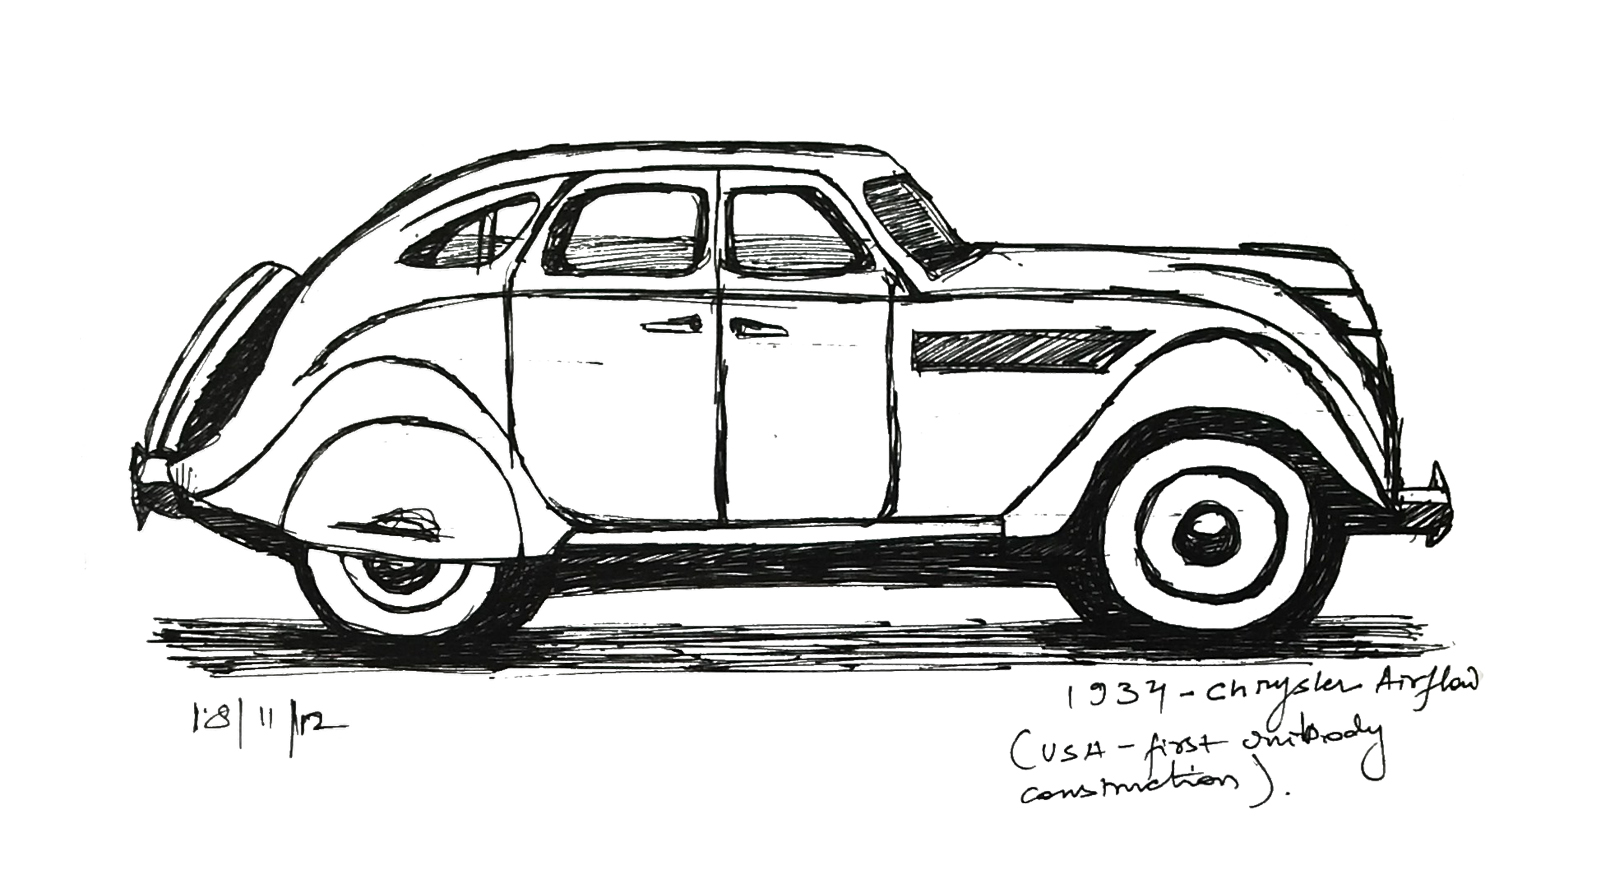 18/11/12
1934 - Chrysler Airflow
(USA - first unibody
construction).